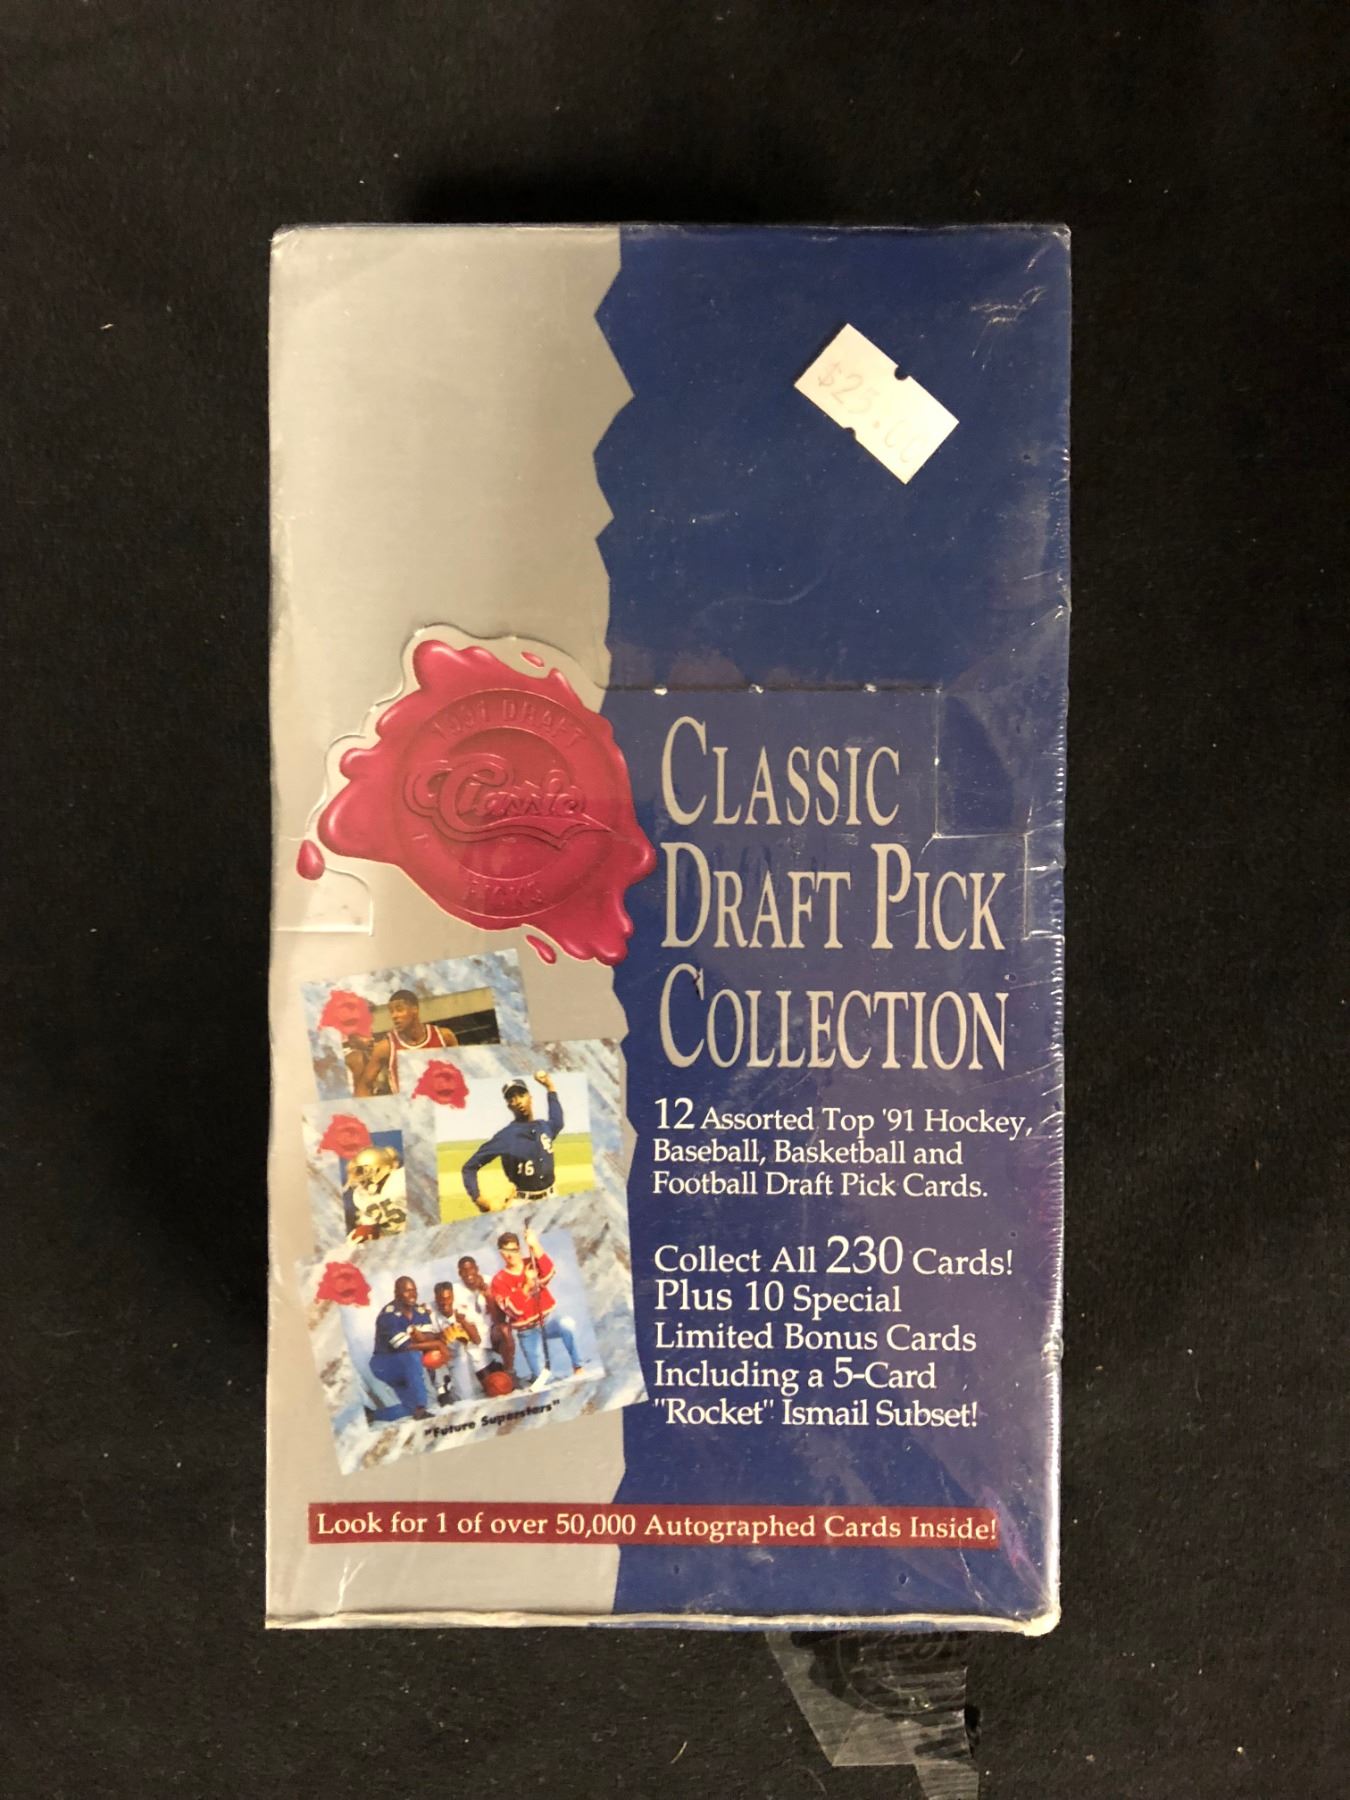 $25.00
1991 DRAFT
Classic
PICKS
CLASSIC
DRAFT PICK
COLLECTION
12 Assorted Top '91 Hockey,
Baseball, Basketball and
Football Draft Pick Cards.
Collect All 230 Cards!
Plus 10 Special
Limited Bonus Cards
Including a 5-Card
"Rocket" Ismail Subset!
16
25
"Future Superstars"
Look for 1 of over 50,000 Autographed Cards Inside!